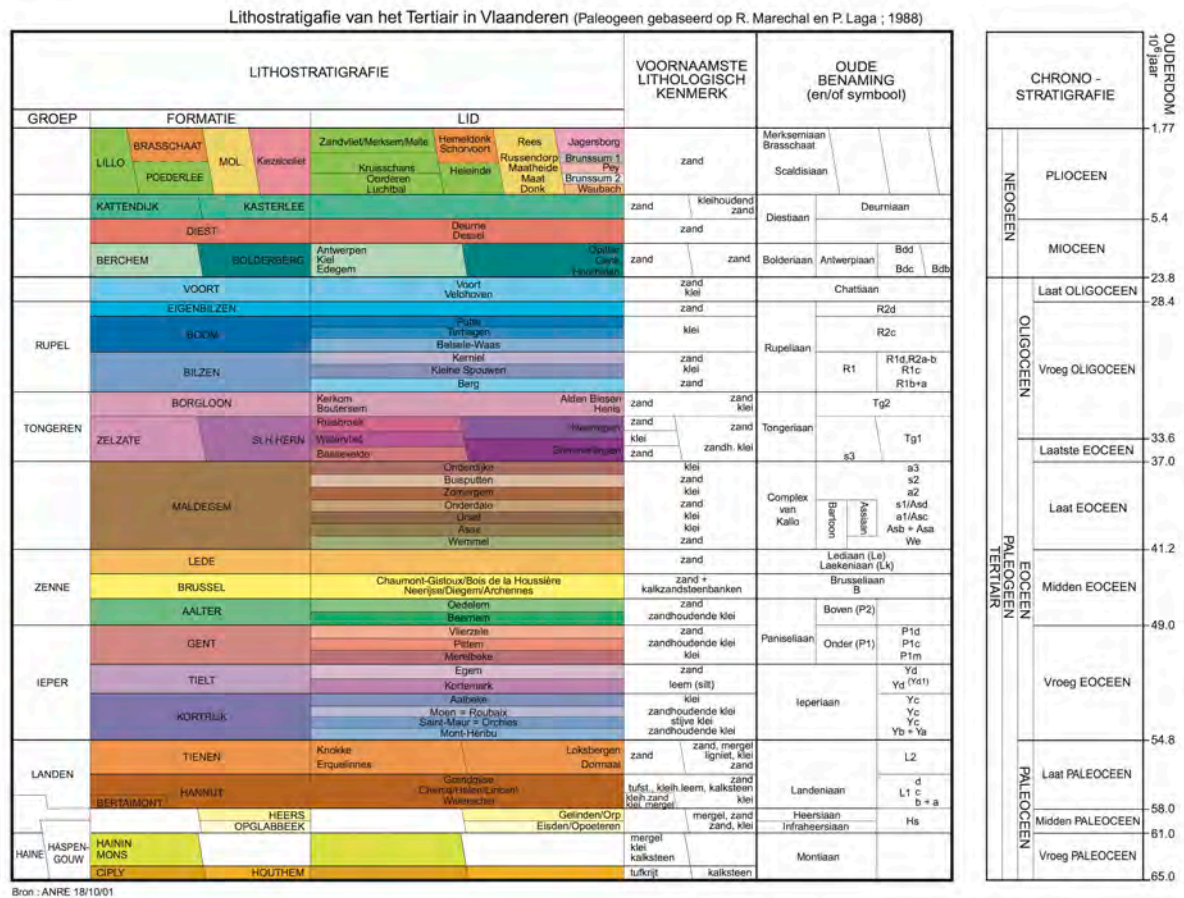 Lithostratigafie van het Tertiair in Vlaanderen (Paleogeen gebaseerd op R. Marechal en P. Laga ; 1988)
LITHOSTRATIGRAFIE
VOORNAAMSTE LITHOLOGISCH KENMERK
OUDE BENAMING (en/of symbool)
CHRONO - STRATIGRAFIE
OUDERDOM 10⁶ jaar
GROEP FORMATIE LID
1.77
LILLO BRASSCHAAT POEDERLEE MOL Kiezeloöliet
Zandvliet/Merksem/Malle Hemeldonk Schorvoort Rees Jagersborg
Kruisschans Oorderen Luchtbal Heieinde Russendorp Maatheide Maat Donk Brunssum 1 Pey Brunssum 2 Waubach
zand
Merksemiaan
Brasschaat
Scaldisiaan
KATTENDIJK KASTERLEE
zand kleihoudend zand
DIEST
Deurne
Dessel
zand
Diestiaan Deurniaan
BERCHEM BOLDERBERG
Antwerpen
Kiel
Edegem
Opitter
Genk
Houthalen
zand zand
Bolderiaan Antwerpiaan Bdd Bdc Bdb
VOORT
Voort
Veldhoven
zand
klei
Chattiaan
RUPEL
EIGENBILZEN zand R2d
BOOM
Putte
Terhagen
Belsele-Waas
klei
R2c
Rupeliaan
BILZEN
Kerniel zand R1d,R2a-b
Kleine Spouwen klei R1c
Berg zand R1b+a
R1
TONGEREN
BORGLOON
Kerkom Alden Biesen
Boutersem Henis
zand zand
klei
Tg2
ZELZATE St.H.HERN
Ruisbroek
Watervliet
Bassevelde
Neerrepen
Grimmertingen
zand zand
klei zandh. klei
zand
Tongeriaan
Tg1
s3
MALDEGEM
Onderdijke klei a3
Buisputten zand s2
Zomergem klei a2
Onderdale zand s1/Asd
Ursel klei a1/Asc
Asse klei Asb + Asa
Wemmel zand We
Complex van Kallo
Bartoon
Assiaan
ZENNE
LEDE zand
Lediaan (Le)
Laekeniaan (Lk)
BRUSSEL
Chaumont-Gistoux/Bois de la Houssière
Neerijse/Diegem/Archennes
zand +
kalkzandsteenbanken
Brusseliaan
B
AALTER
Oedelem zand
Beernem zandhoudende klei
Boven (P2)
IEPER
GENT
Vlierzele zand P1d
Pittem zandhoudende klei P1c
Merelbeke klei P1m
Paniseliaan Onder (P1)
TIELT
Egem zand Yd
Kortemark leem (silt) Yd (Yd1)
KORTRIJK
Aalbeke klei Yc
Moen = Roubaix zandhoudende klei Yc
Saint-Maur = Orchies stijve klei Yc
Mont-Héribu zandhoudende klei Yb + Ya
Ieperiaan
LANDEN
TIENEN
Knokke Loksbergen
Erquelinnes Dormaal
zand zand, mergel
ligniet, klei
zand
L2
HANNUT
BERTAIMONT
Grandglise
Chercq/Halen/Lincent
Waterschei
zand
tufst., kleih.leem, kalksteen
kleih.zand
klei, mergel
klei
Landeniaan
d
L1 c
b + a
HAINE HASPEN-GOUW
HEERS Gelinden/Orp mergel, zand Heersiaan
OPGLABBEEK Eisden/Opoeteren zand, klei Infraheersiaan
Hs
HAININ
MONS
mergel
klei
kalksteen
Montiaan
CIPLY HOUTHEM tufkrijt kalksteen
NEOGEEN
PLIOCEEN
5.4
MIOCEEN
23.8
TERTIAIR
PALEOGEEN
OLIGOCEEN
Laat OLIGOCEEN
28.4
Vroeg OLIGOCEEN
33.6
EOCEEN
Laatste EOCEEN
37.0
Laat EOCEEN
41.2
Midden EOCEEN
49.0
Vroeg EOCEEN
54.8
PALEOCEEN
Laat PALEOCEEN
58.0
Midden PALEOCEEN
61.0
Vroeg PALEOCEEN
65.0
Bron : ANRE 18/10/01